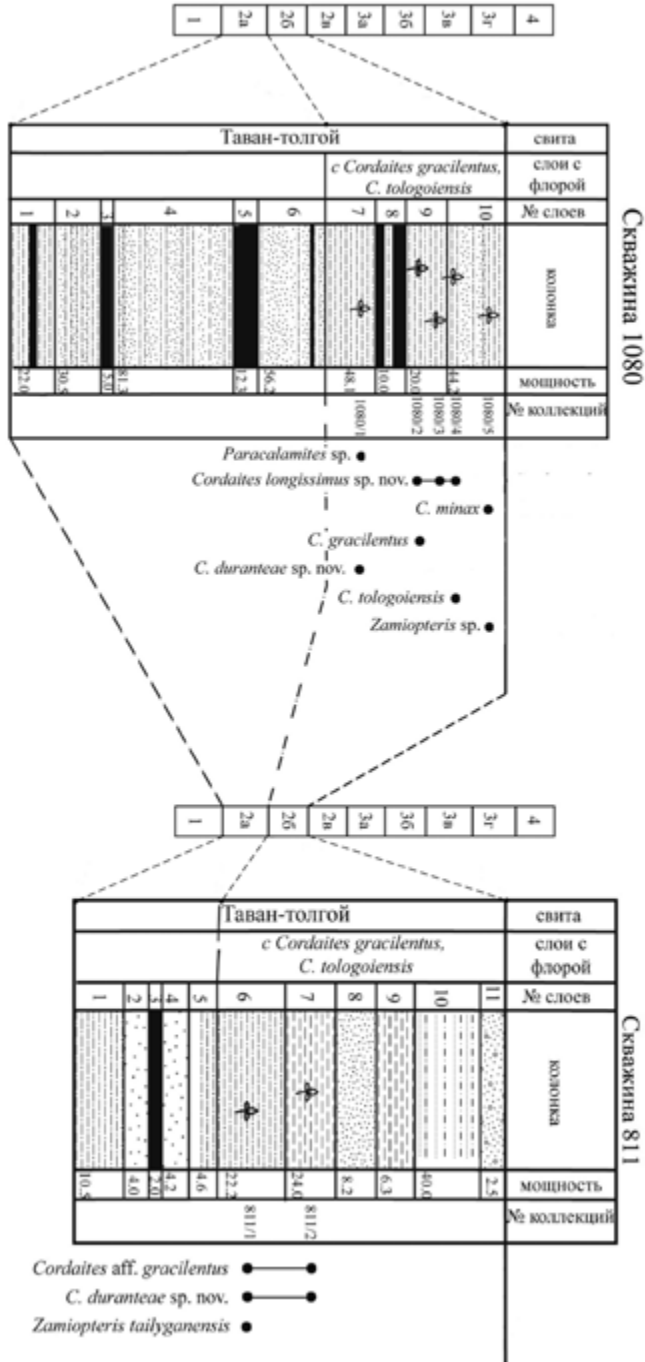 1 2а 2б 2в 3а 3б 3в 3г 4
Скважина 1080
Таван-толгой свита
с Cordaites gracilentus,
C. tologoiensis
слои с
флорой
1 2 3 4 5 6 7 8 9 10 № слоев
колонка
22.0 30.5 5.0 81.3 12.3 56.2 48.1 10.0 20.0 44.2 мощность
1080/1 1080/2 1080/3 1080/4 1080/5 № коллекций
Paracalamites sp.
Cordaites longissimus sp. nov.
C. minax
C. gracilentus
C. duranteae sp. nov.
C. tologoiensis
Zamiopteris sp.
1 2а 2б 2в 3а 3б 3в 3г 4
Скважина 811
Таван-толгой свита
с Cordaites gracilentus,
C. tologoiensis
слои с
флорой
1 2 3 4 5 6 7 8 9 10 11 № слоев
колонка
10.5 4.0 2.0 4.2 4.6 22.2 24.0 8.2 6.3 40.0 2.5 мощность
811/1 811/2 № коллекций
Cordaites aff. gracilentus
C. duranteae sp. nov.
Zamiopteris tailyganensis